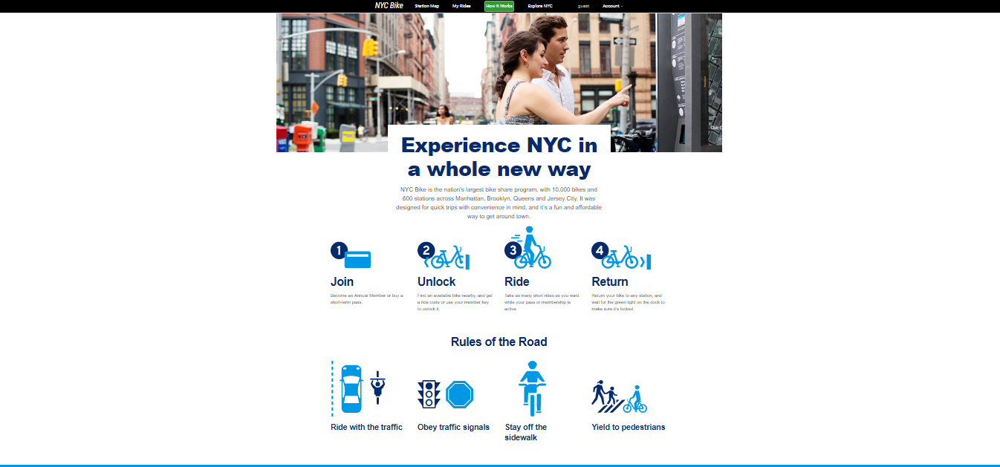 NYC Bike Station Map My Rides How It Works Explore NYC guest Account
Experience NYC in
a whole new way
NYC Bike is the nation's largest bike share program, with 10,000 bikes and
600 stations across Manhattan, Brooklyn, Queens and Jersey City. It was
designed for quick trips with convenience in mind, and it's a fun and affordable
way to get around town.
1
2
3
4
Join
Become an Annual Member or buy a
short-term pass.
Unlock
Find an available bike nearby, and get
a ride code or use your member key
to unlock it.
Ride
Take as many short rides as you want
while your pass or membership is
active.
Return
Return your bike to any station, and
wait for the green light on the dock to
make sure it's locked.
Rules of the Road
Ride with the traffic
Obey traffic signals
Stay off the
sidewalk
Yield to pedestrians